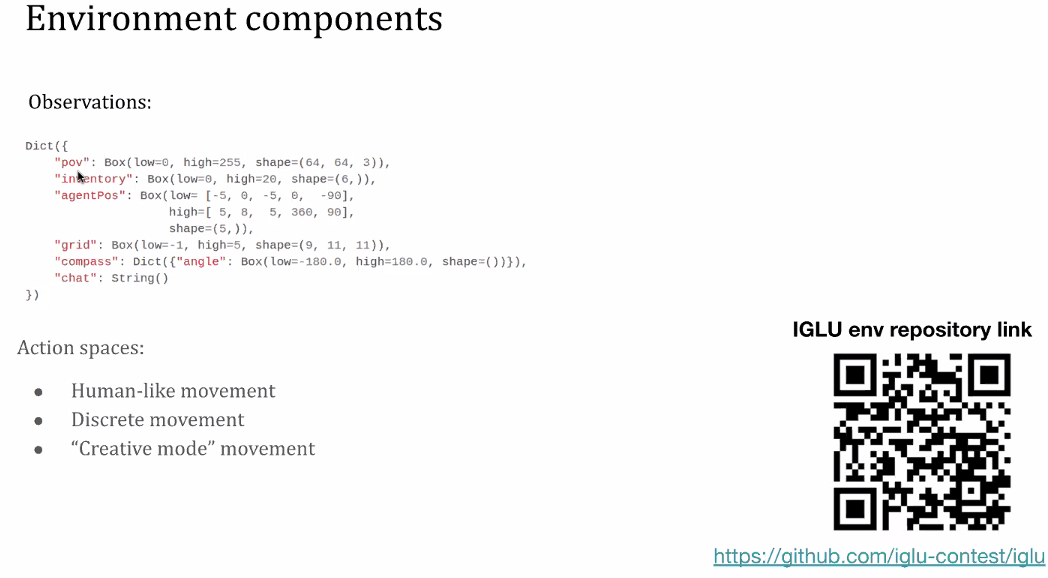 Environment components
Observations:
Dict({
"pov": Box(low=0, high=255, shape=(64, 64, 3)),
"inventory": Box(low=0, high=20, shape=(6,)),
"agentPos": Box(low= [-5, 0, -5, 0, -90],
high=[ 5, 8, 5, 360, 90],
shape=(5,)),
"grid": Box(low=-1, high=5, shape=(9, 11, 11)),
"compass": Dict({"angle": Box(low=-180.0, high=180.0, shape=())}),
"chat": String()
})
Action spaces:
● Human-like movement
● Discrete movement
● “Creative mode” movement
IGLU env repository link
https://github.com/iglu-contest/iglu